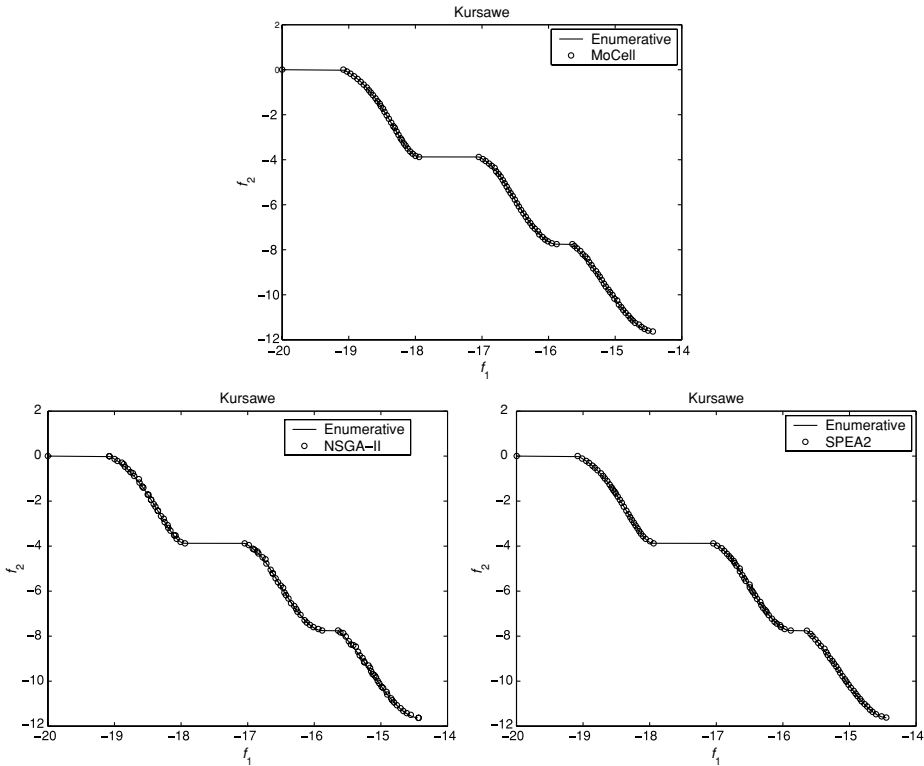 Kursawe
2
Enumerative
MoCell
0
−2
−4
f2
−6
−8
−10
−12
−20 −19 −18 −17 −16 −15 −14
f1
Kursawe
2
Enumerative
NSGA−II
0
−2
−4
f2
−6
−8
−10
−12
−20 −19 −18 −17 −16 −15 −14
f1
Kursawe
2
Enumerative
SPEA2
0
−2
−4
f2
−6
−8
−10
−12
−20 −19 −18 −17 −16 −15 −14
f1